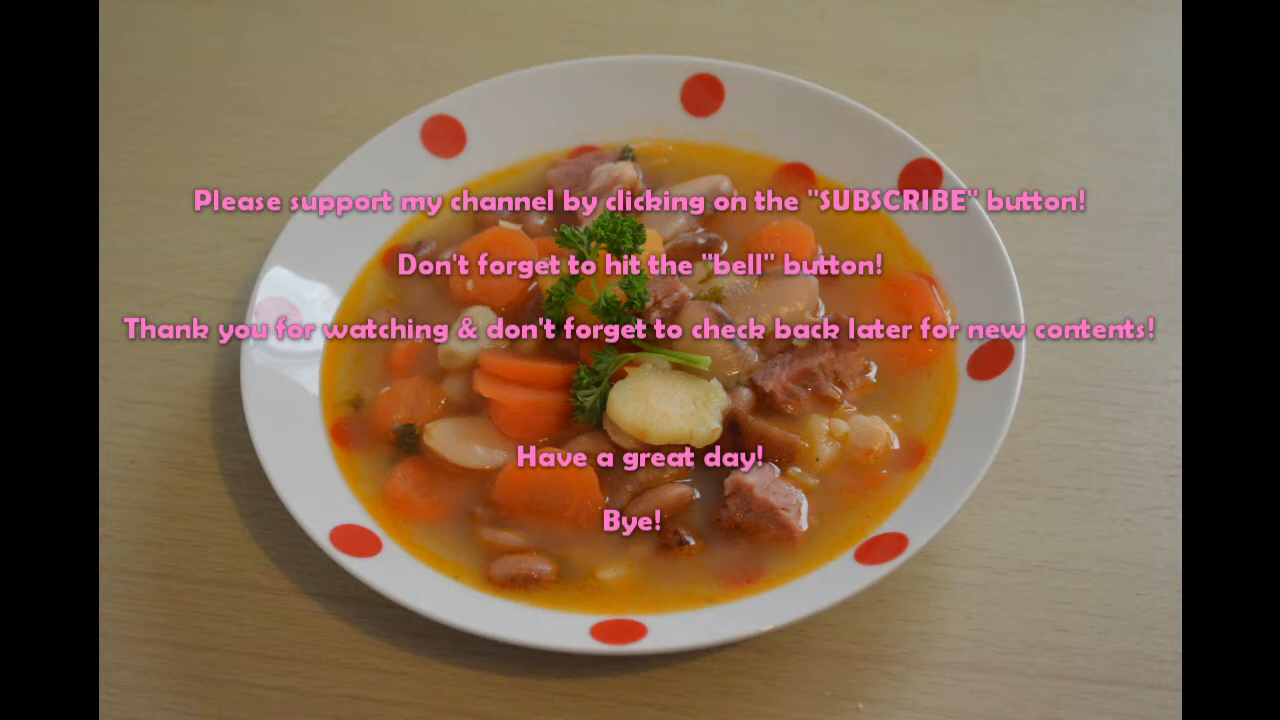 Please support my channel by clicking on the "SUBSCRIBE" button!
Don't forget to hit the "bell" button!
Thank you for watching & don't forget to check back later for new contents!
Have a great day!
Bye!